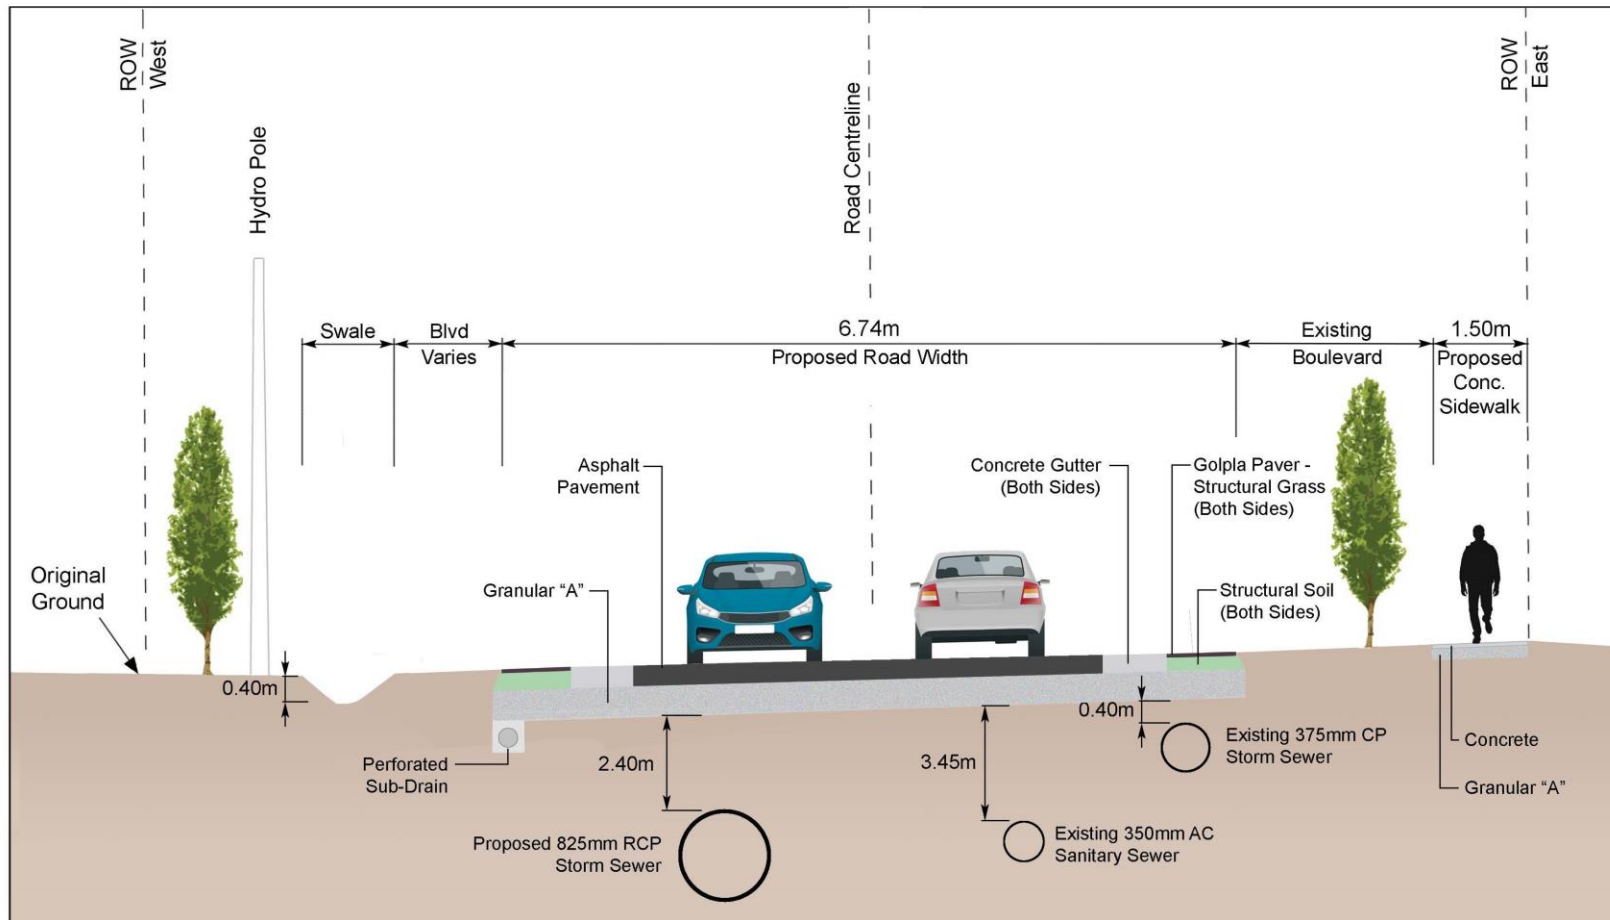 ROW
West
Hydro Pole
Road Centreline
ROW
East
Swale
Blvd
Varies
6.74m
Proposed Road Width
Existing
Boulevard
1.50m
Proposed
Conc.
Sidewalk
Asphalt
Pavement
Concrete Gutter
(Both Sides)
Golpla Paver -
Structural Grass
(Both Sides)
Original
Ground
Granular “A”
Structural Soil
(Both Sides)
0.40m
0.40m
Perforated
Sub-Drain
2.40m
3.45m
Existing 375mm CP
Storm Sewer
Concrete
Granular “A”
Proposed 825mm RCP
Storm Sewer
Existing 350mm AC
Sanitary Sewer